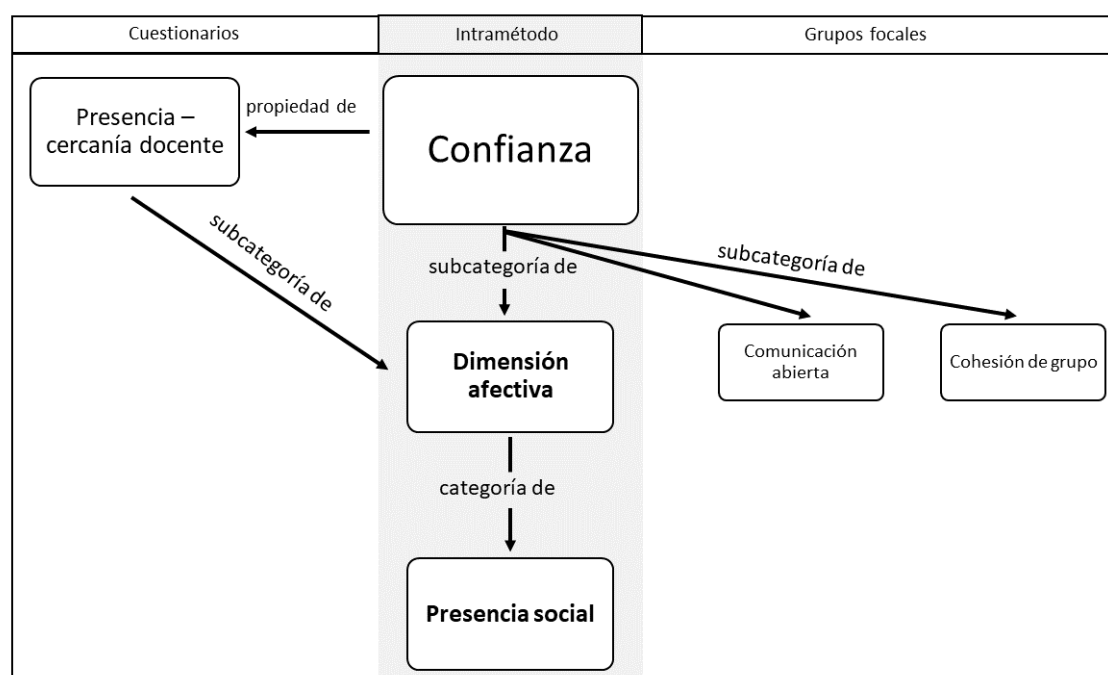 Cuestionarios
Intramétodo
Grupos focales
Presencia –
cercanía docente
propiedad de
Confianza
subcategoría de
subcategoría de
subcategoría de
Dimensión
afectiva
Comunicación
abierta
Cohesión de grupo
categoría de
Presencia social